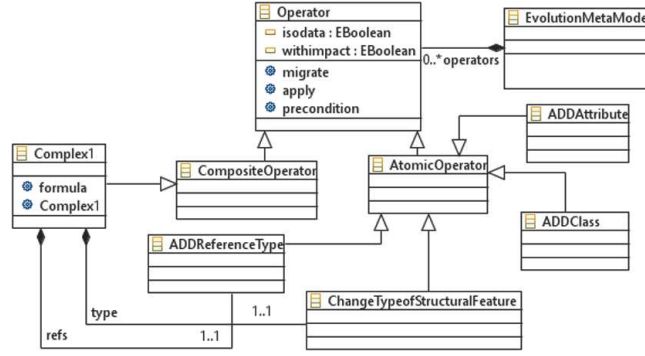 Operator
isodata : EBoolean
withimpact : EBoolean
migrate
apply
precondition
EvolutionMetaMode
0..* operators
ADDAttribute
Complex1
formula
Complex1
CompositeOperator
AtomicOperator
ADDClass
ADDReferenceType
ChangeTypeofStructuralFeature
type
1..1
refs
1..1